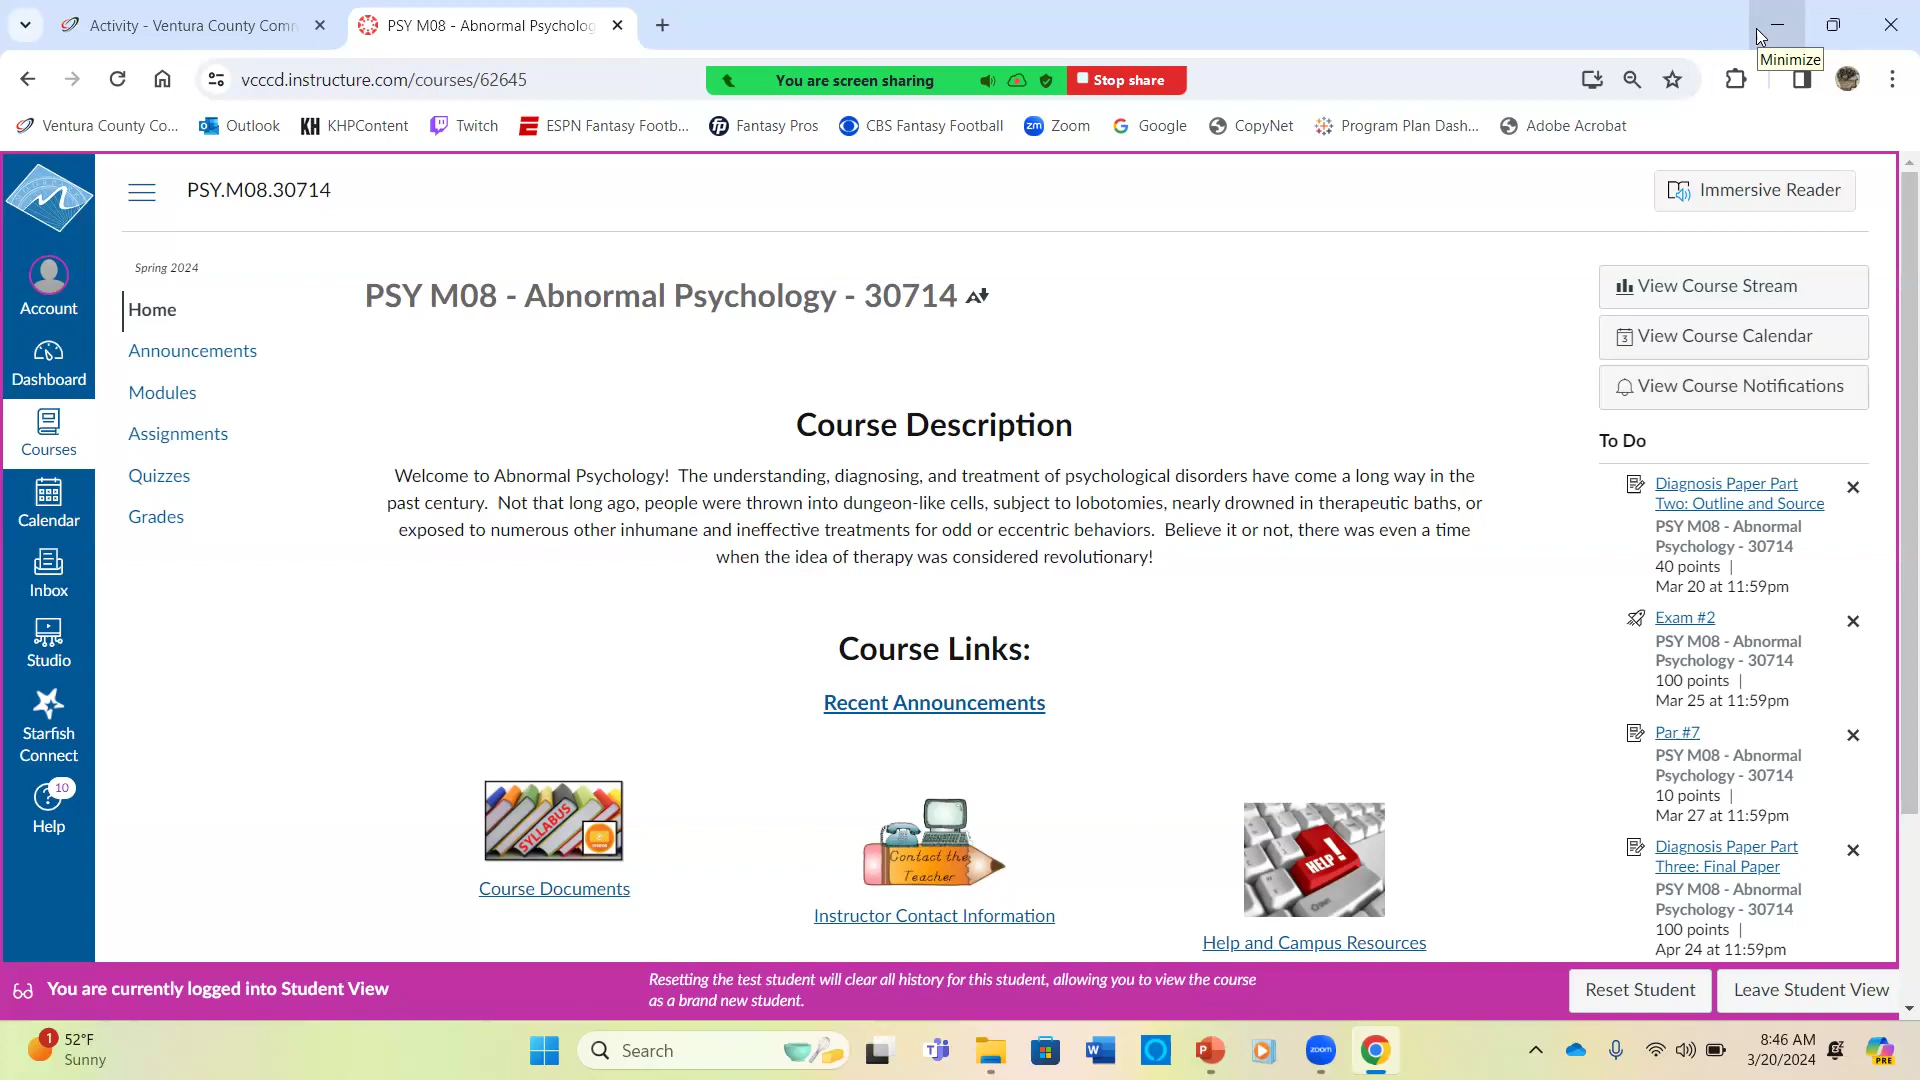 Activity - Ventura County Comm
PSY M08 - Abnormal Psycholog
Minimize
vcccd.instructure.com/courses/62645
You are screen sharing
Stop share
Ventura County Co...
Outlook
KHPContent
Twitch
ESPN Fantasy Footb...
Fantasy Pros
CBS Fantasy Football
Zoom
Google
CopyNet
Program Plan Dash...
Adobe Acrobat
PSY.M08.30714
Immersive Reader
Account
Dashboard
Courses
Calendar
Inbox
Studio
Starfish
Connect
10
Help
Spring 2024
Home
Announcements
Modules
Assignments
Quizzes
Grades
PSY M08 - Abnormal Psychology - 30714
Course Description
Welcome to Abnormal Psychology! The understanding, diagnosing, and treatment of psychological disorders have come a long way in the
past century. Not that long ago, people were thrown into dungeon-like cells, subject to lobotomies, nearly drowned in therapeutic baths, or
exposed to numerous other inhumane and ineffective treatments for odd or eccentric behaviors. Believe it or not, there was even a time
when the idea of therapy was considered revolutionary!
Course Links:
Recent Announcements
SYLLABUS
Course Documents
Contact the
Teacher
Instructor Contact Information
HELP!
Help and Campus Resources
View Course Stream
3
View Course Calendar
View Course Notifications
To Do
Diagnosis Paper Part
Two: Outline and Source
PSY M08 - Abnormal
Psychology - 30714
40 points |
Mar 20 at 11:59pm
Exam #2
PSY M08 - Abnormal
Psychology - 30714
100 points |
Mar 25 at 11:59pm
Par #7
PSY M08 - Abnormal
Psychology - 30714
10 points |
Mar 27 at 11:59pm
Diagnosis Paper Part
Three: Final Paper
PSY M08 - Abnormal
Psychology - 30714
100 points |
Apr 24 at 11:59pm
You are currently logged into Student View
Resetting the test student will clear all history for this student, allowing you to view the course
as a brand new student.
Reset Student
Leave Student View
1
52°F
Sunny
Search
zoom
8:46 AM
3/20/2024
PRE